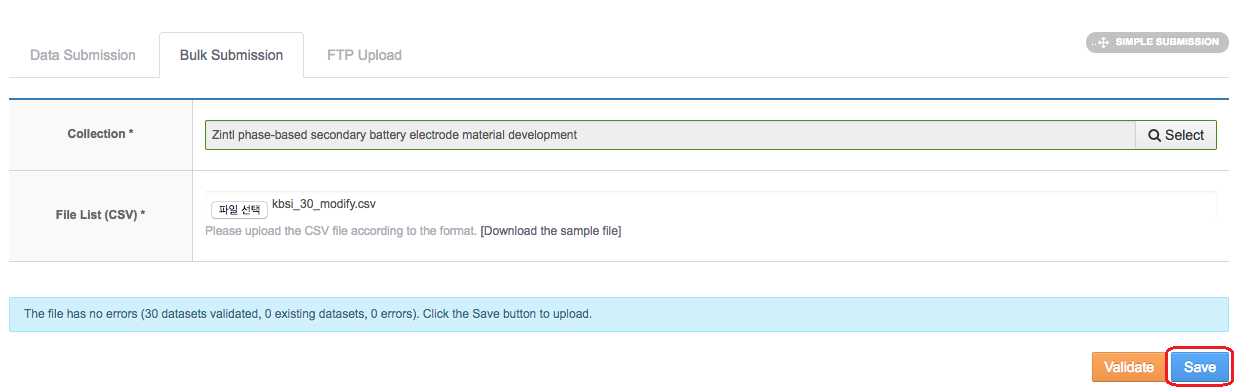 Data Submission
Bulk Submission
FTP Upload
SIMPLE SUBMISSION
Collection *
Zintl phase-based secondary battery electrode material development
Select
File List (CSV) *
파일 선택 kbsi_30_modify.csv
Please upload the CSV file according to the format. [Download the sample file]
The file has no errors (30 datasets validated, 0 existing datasets, 0 errors). Click the Save button to upload.
Validate
Save